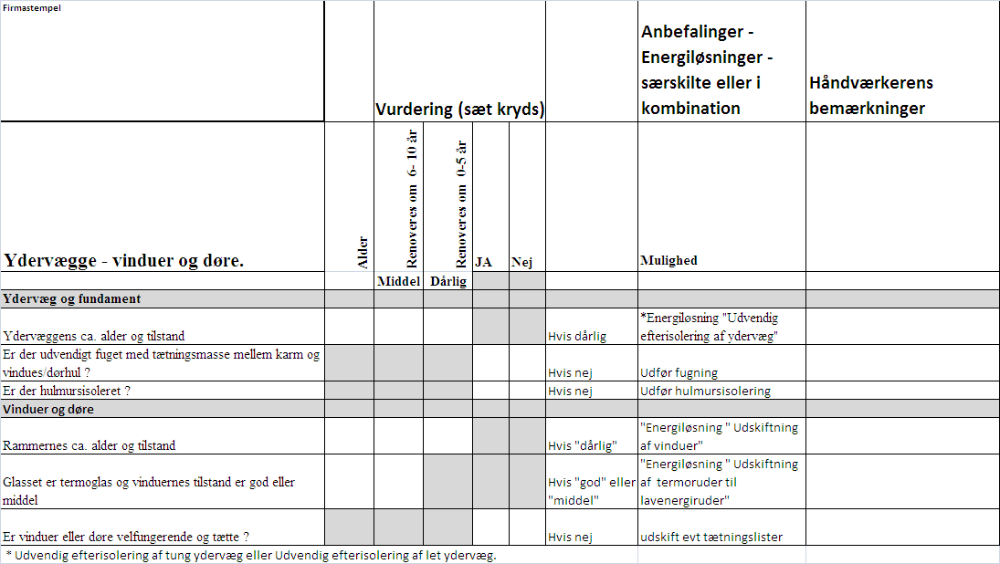 Firmastempel
Vurdering (sæt kryds)
Anbefalinger -
Energiløsninger -
særskilte eller i
kombination
Håndværkerens
bemærkninger
Ydervægge - vinduer og døre.
Alder
Renoveres om 6- 10 år
Renoveres om 0-5 år
JA
Nej
Mulighed
Middel
Dårlig
Ydervæg og fundament
Ydervæggens ca. alder og tilstand
Hvis dårlig
*Energiløsning "Udvendig
efterisolering af ydervæg"
Er der udvendigt fuget med tætningsmasse mellem karm og
vindues/dørhul ?
Hvis nej
Udfør fugning
Er der hulmursisoleret ?
Hvis nej
Udfør hulmursisolering
Vinduer og døre
Rammernes ca. alder og tilstand
Hvis "dårlig"
"Energiløsning " Udskiftning
af vinduer"
Glasset er termoglas og vinduernes tilstand er god eller
middel
Hvis "god" eller
"middel"
"Energiløsning " Udskiftning
af termoruder til
lavenergiruder"
Er vinduer eller døre velfungerende og tætte ?
Hvis nej
udskift evt tætningslister
* Udvendig efterisolering af tung ydervæg eller Udvendig efterisolering af let ydervæg.